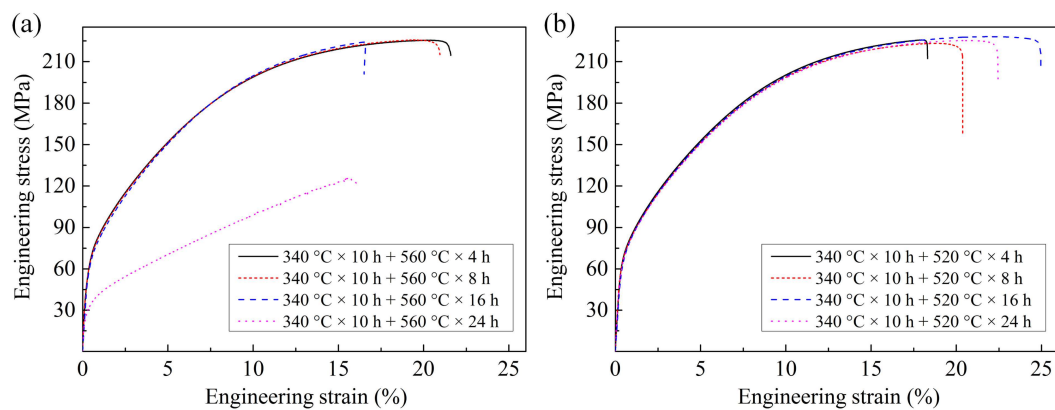 (a)
Engineering stress (MPa)
210
180
150
120
90
60
30
340 °C × 10 h + 560 °C × 4 h
340 °C × 10 h + 560 °C × 8 h
340 °C × 10 h + 560 °C × 16 h
340 °C × 10 h + 560 °C × 24 h
0 5 10 15 20 25
Engineering strain (%)
(b)
Engineering stress (MPa)
210
180
150
120
90
60
30
340 °C × 10 h + 520 °C × 4 h
340 °C × 10 h + 520 °C × 8 h
340 °C × 10 h + 520 °C × 16 h
340 °C × 10 h + 520 °C × 24 h
0 5 10 15 20 25
Engineering strain (%)